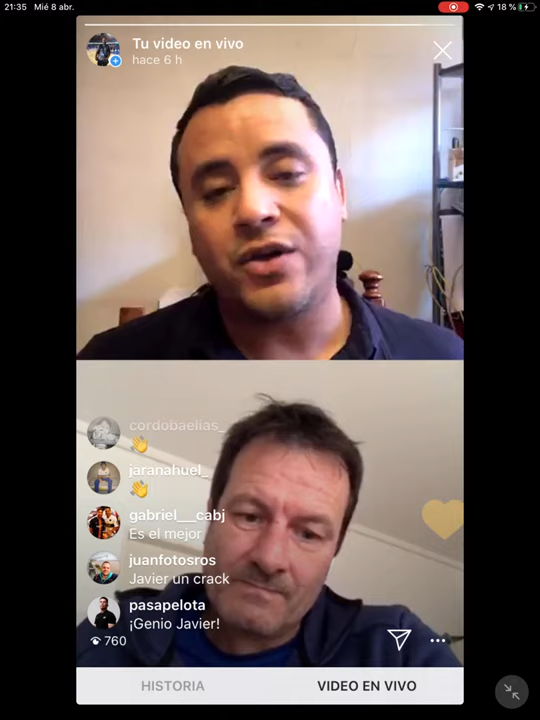 21:35 Mié 8 abr. 18 %
Tu video en vivo
hace 6 h
cordobaelias_
jaranahuel_
gabriel___cabj
Es el mejor
juanfotosros
Javier un crack
pasapelota
¡Genio Javier!
760
HISTORIA VIDEO EN VIVO